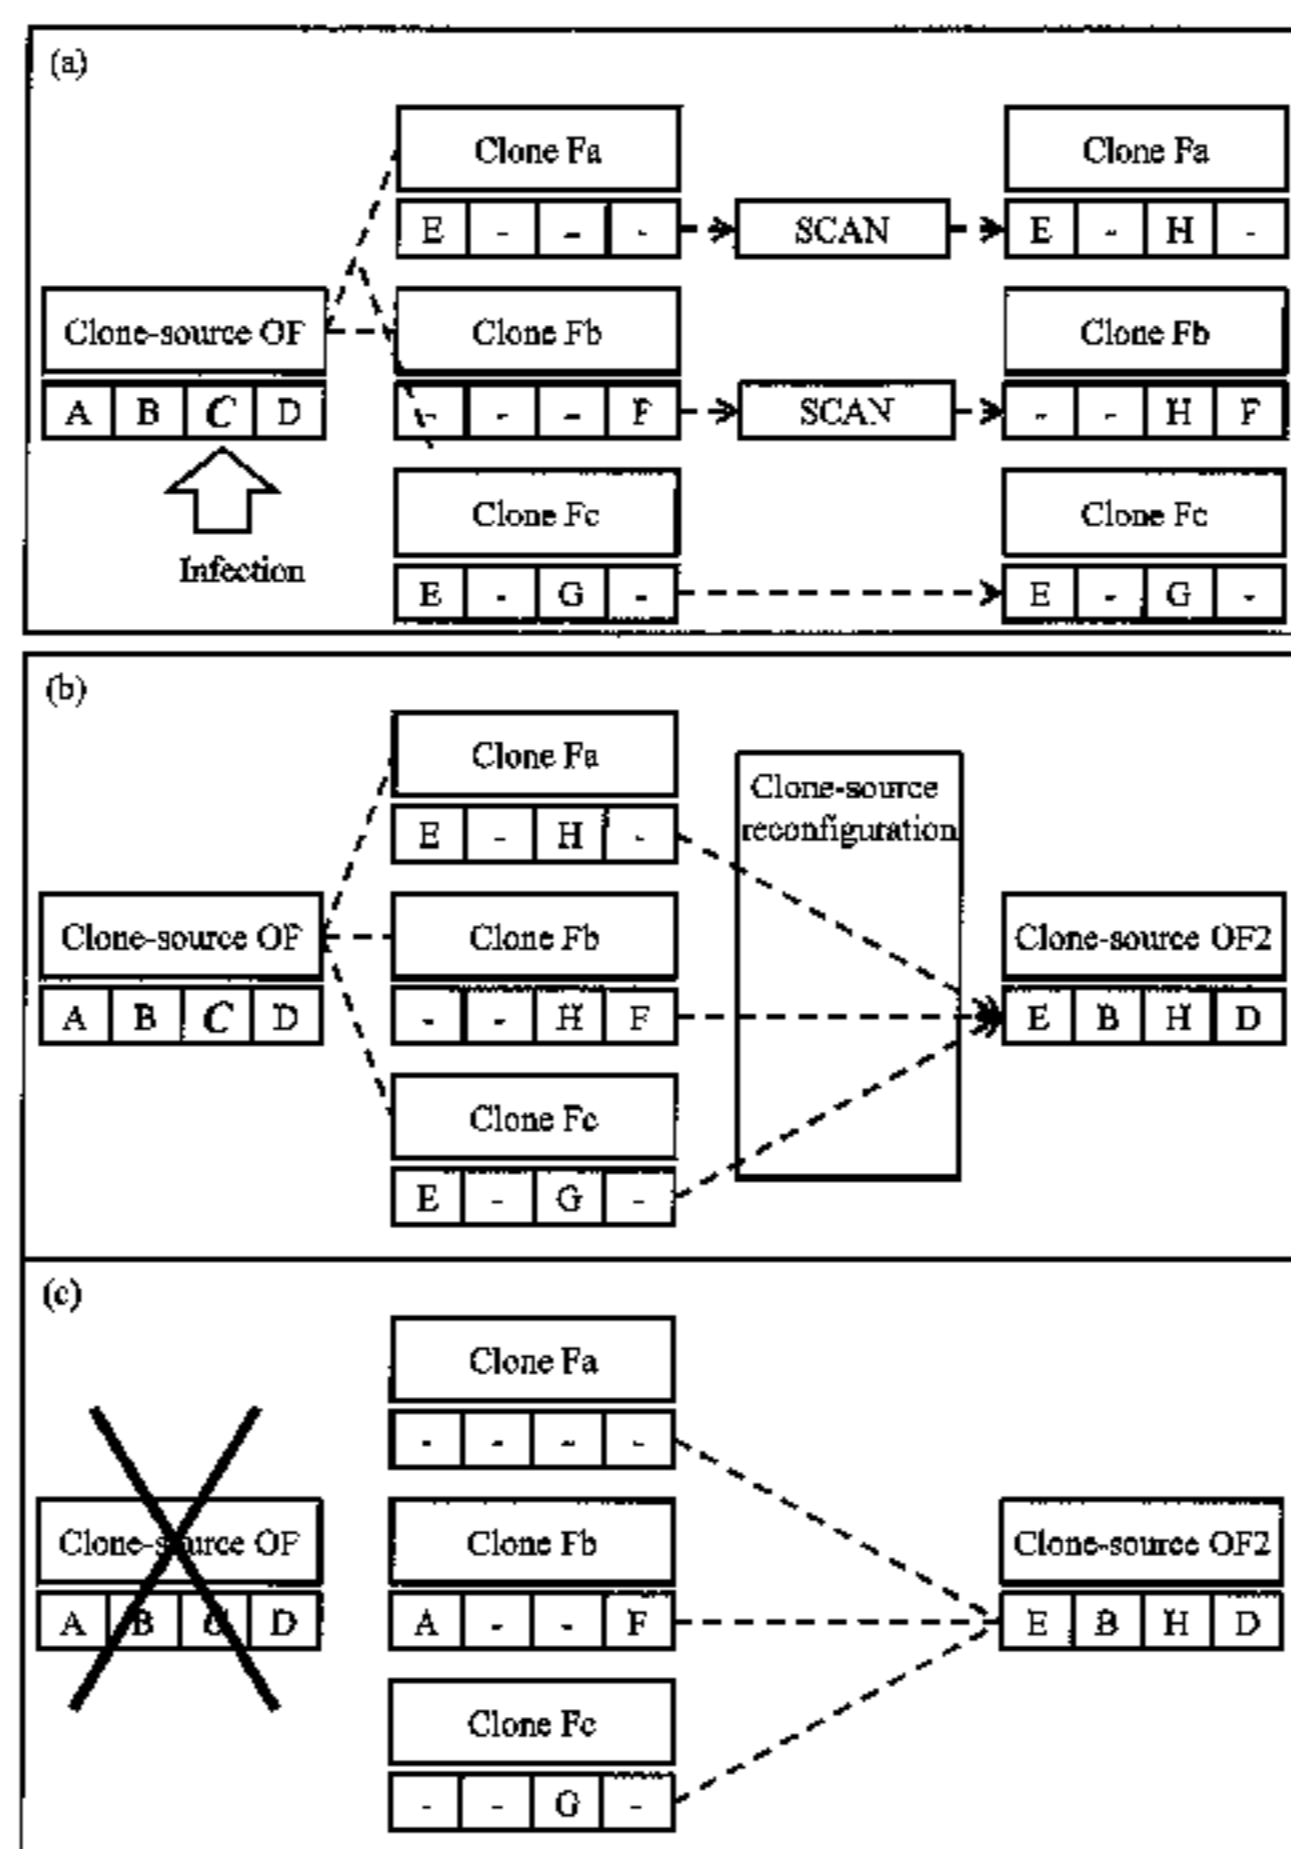 (a)
Clone Fa
Clone Fa
E - - -
SCAN
E - H -
Clone-source OF
Clone Fb
Clone Fb
A B C D
- - - F
SCAN
- - H F
Clone Fc
Clone Fc
Infection
E - G -
E - G -
(b)
Clone Fa
Clone-source
reconfiguration
E - H -
Clone-source OF
Clone Fb
Clone-source OF2
A B C D
- - H F
E B H D
Clone Fc
E - G -
(c)
Clone Fa
- - - -
Clone-source OF
Clone Fb
Clone-source OF2
A B C D
A - - F
E B H D
Clone Fc
- - G -